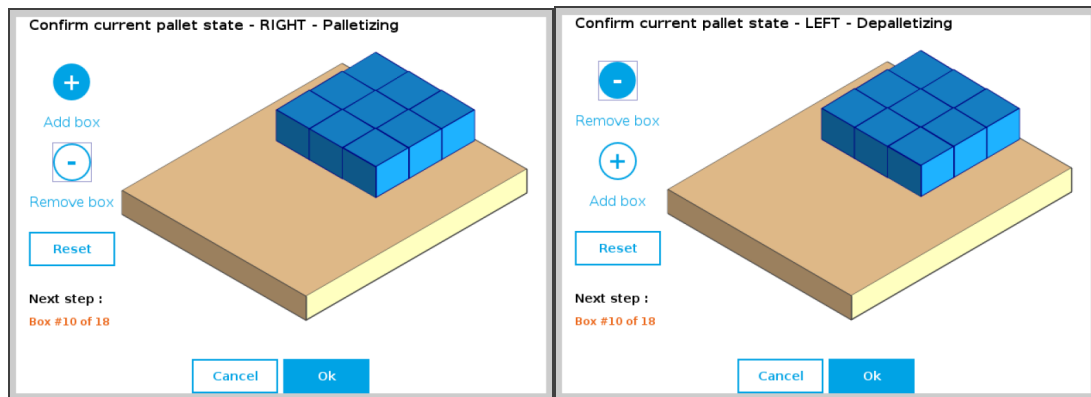 Confirm current pallet state - RIGHT - Palletizing
+
Add box
-
Remove box
Reset
Next step :
Box #10 of 18
Cancel
Ok
Confirm current pallet state - LEFT - Depalletizing
-
Remove box
+
Add box
Reset
Next step :
Box #10 of 18
Cancel
Ok